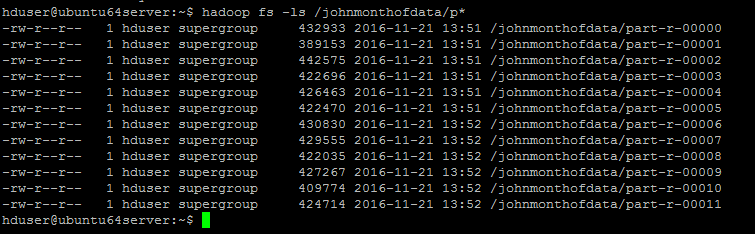 hduser@ubuntu64server:~$ hadoop fs -ls /johnmonthofdata/p*
-rw-r--r--   1 hduser supergroup     432933 2016-11-21 13:51 /johnmonthofdata/part-r-00000
-rw-r--r--   1 hduser supergroup     389153 2016-11-21 13:51 /johnmonthofdata/part-r-00001
-rw-r--r--   1 hduser supergroup     442575 2016-11-21 13:51 /johnmonthofdata/part-r-00002
-rw-r--r--   1 hduser supergroup     422696 2016-11-21 13:51 /johnmonthofdata/part-r-00003
-rw-r--r--   1 hduser supergroup     426463 2016-11-21 13:51 /johnmonthofdata/part-r-00004
-rw-r--r--   1 hduser supergroup     422470 2016-11-21 13:51 /johnmonthofdata/part-r-00005
-rw-r--r--   1 hduser supergroup     430830 2016-11-21 13:52 /johnmonthofdata/part-r-00006
-rw-r--r--   1 hduser supergroup     429555 2016-11-21 13:52 /johnmonthofdata/part-r-00007
-rw-r--r--   1 hduser supergroup     422035 2016-11-21 13:52 /johnmonthofdata/part-r-00008
-rw-r--r--   1 hduser supergroup     427267 2016-11-21 13:52 /johnmonthofdata/part-r-00009
-rw-r--r--   1 hduser supergroup     409774 2016-11-21 13:52 /johnmonthofdata/part-r-00010
-rw-r--r--   1 hduser supergroup     424714 2016-11-21 13:52 /johnmonthofdata/part-r-00011
hduser@ubuntu64server:~$